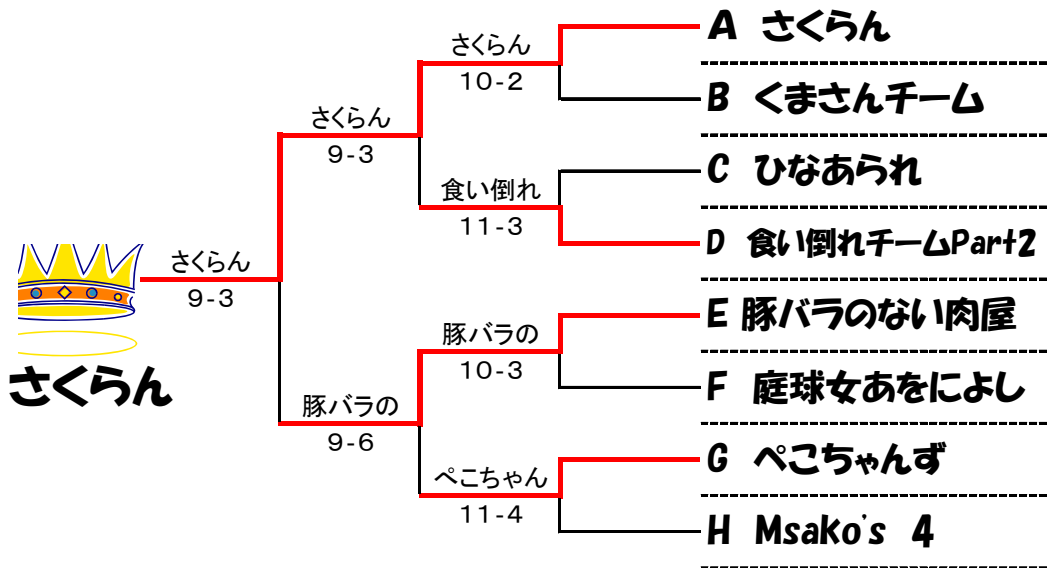 さくらん
10-2
A さくらん
B くまさんチーム
さくらん
9-3
食い倒れ
11-3
C ひなあられ
D 食い倒れチームPart2
さくらん
9-3
さくらん
豚バラの
10-3
E 豚バラのない肉屋
F 庭球女あをによし
豚バラの
9-6
ぺこちゃん
11-4
G ぺこちゃんず
H Msako's 4